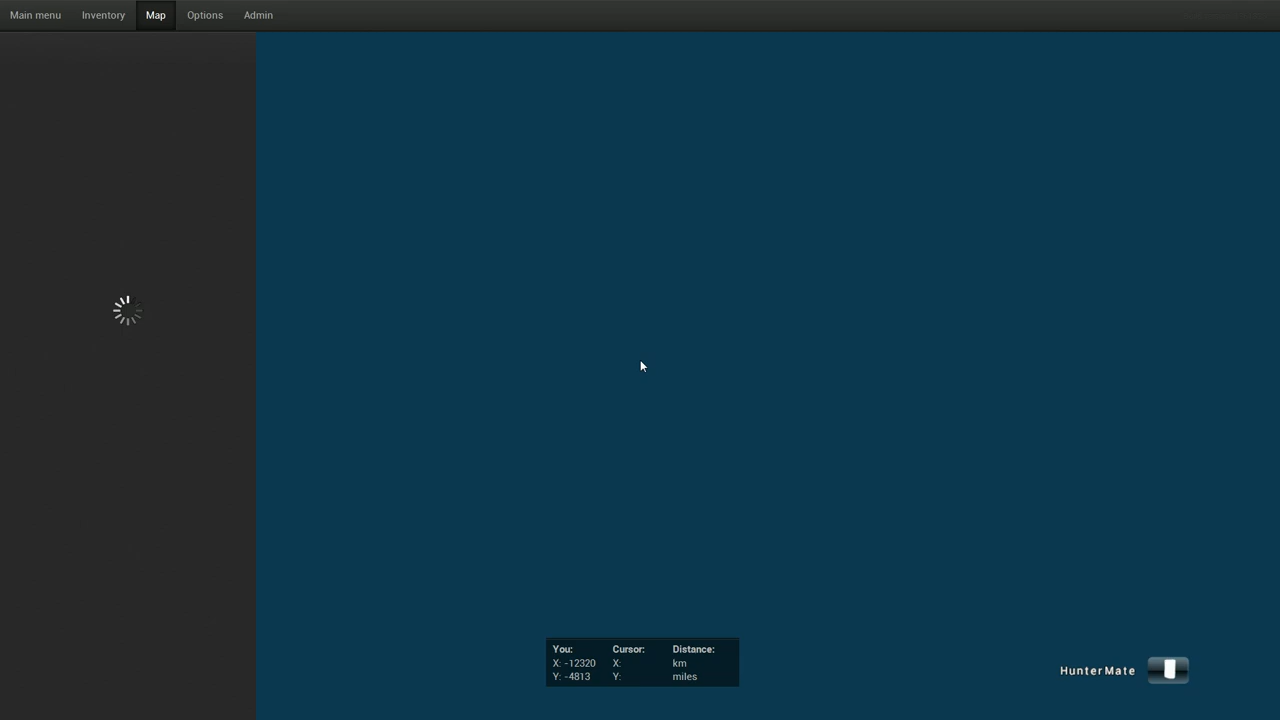 Main menu Inventory Map Options Admin
You: Cursor: Distance:
X: -12320 X: km
Y: -4813 Y: miles
HunterMate